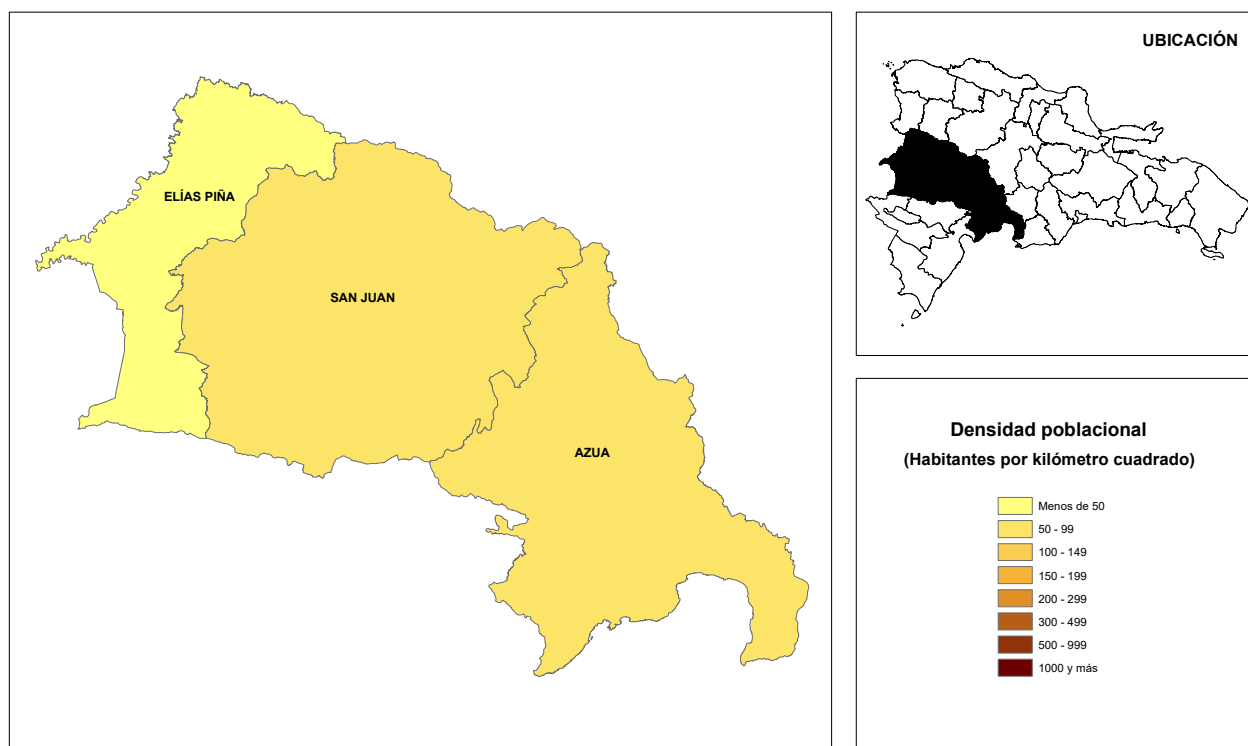 ELÍAS PIÑA
SAN JUAN
AZUA
UBICACIÓN
Densidad poblacional
(Habitantes por kilómetro cuadrado)
Menos de 50
50 - 99
100 - 149
150 - 199
200 - 299
300 - 499
500 - 999
1000 y más